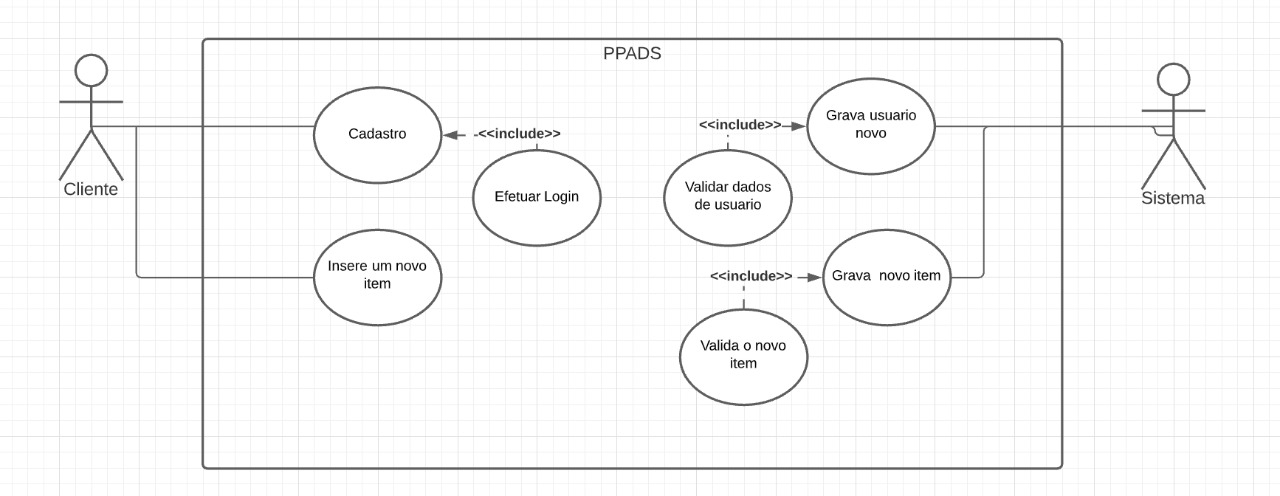 PPADS
Cliente
Cadastro
<<include>>
Efetuar Login
Insere um novo
item
<<include>>
Grava usuario
novo
Validar dados
de usuario
<<include>>
Grava novo item
Valida o novo
item
Sistema